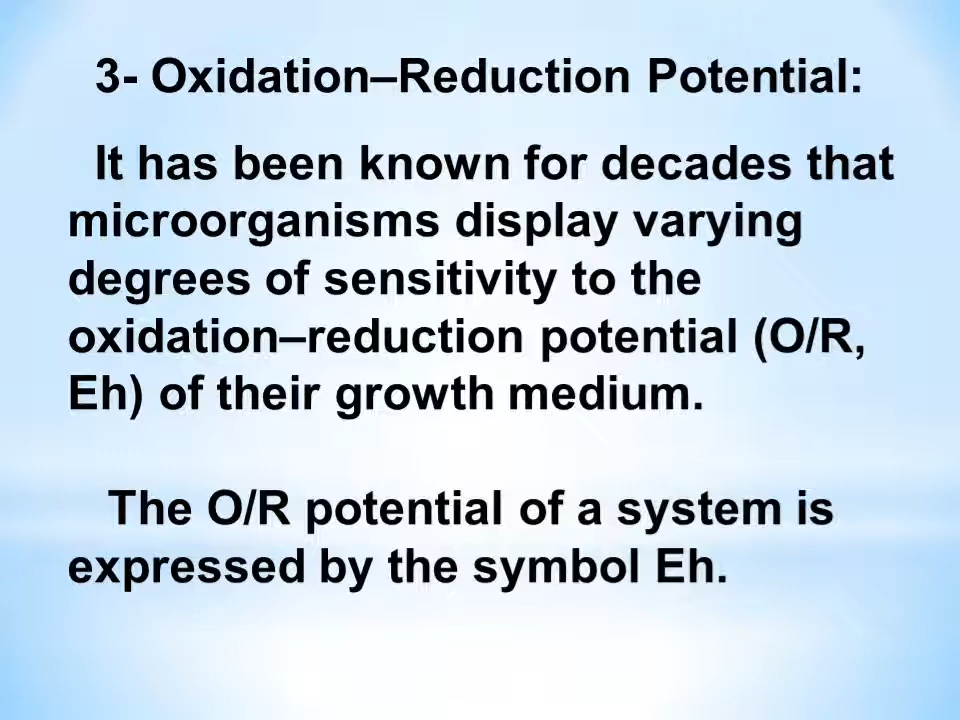 3- Oxidation–Reduction Potential:
It has been known for decades that
microorganisms display varying
degrees of sensitivity to the
oxidation–reduction potential (O/R,
Eh) of their growth medium.
The O/R potential of a system is
expressed by the symbol Eh.